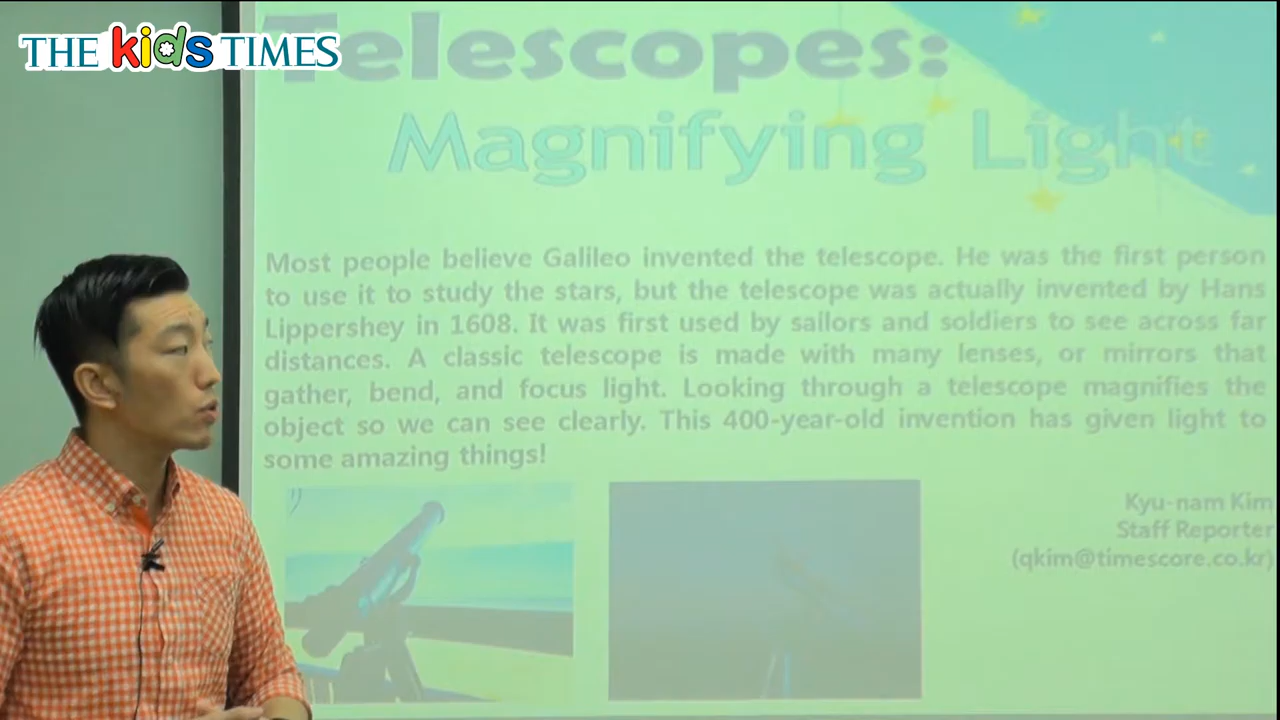 THE kids TIMES
Telescopes:
Magnifying Light
Most people believe Galileo invented the telescope. He was the first person
to use it to study the stars, but the telescope was actually invented by Hans
Lippershey in 1608. It was first used by sailors and soldiers to see across far
distances. A classic telescope is made with many lenses, or mirrors that
gather, bend, and focus light. Looking through a telescope magnifies the
object so we can see clearly. This 400-year-old invention has given light to
some amazing things!
Kyu-nam Kim
Staff Reporter
(qkim@timescore.co.kr)